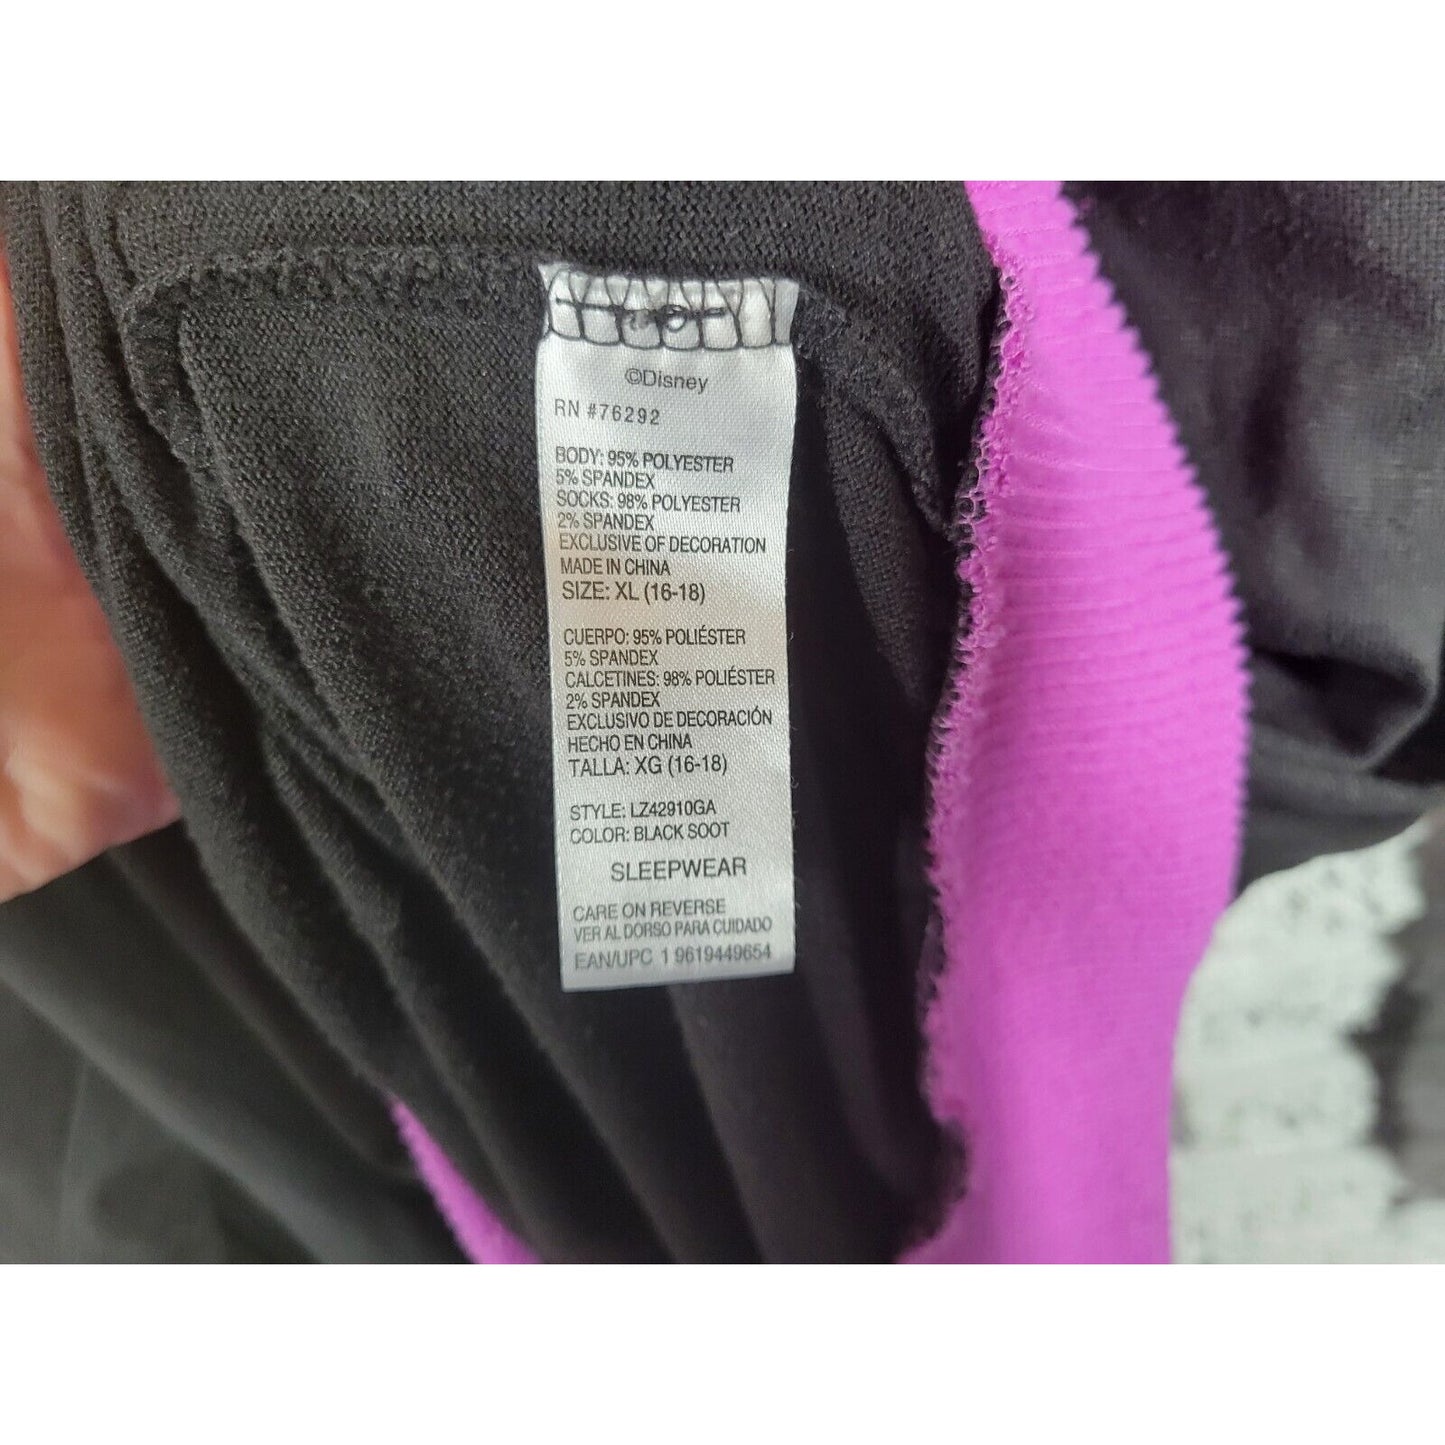 ©Disney
RN #76292
BODY: 95% POLYESTER
5% SPANDEX
SOCKS: 98% POLYESTER
2% SPANDEX
EXCLUSIVE OF DECORATION
MADE IN CHINA
SIZE: XL (16-18)
CUERPO: 95% POLIÉSTER
5% SPANDEX
CALCETINES: 98% POLIÉSTER
2% SPANDEX
EXCLUSIVO DE DECORACIÓN
HECHO EN CHINA
TALLA: XG (16-18)
STYLE: LZ42910GA
COLOR: BLACK SOOT
SLEEPWEAR
CARE ON REVERSE
VER AL DORSO PARA CUIDADO
EAN/UPC 1 9619449654